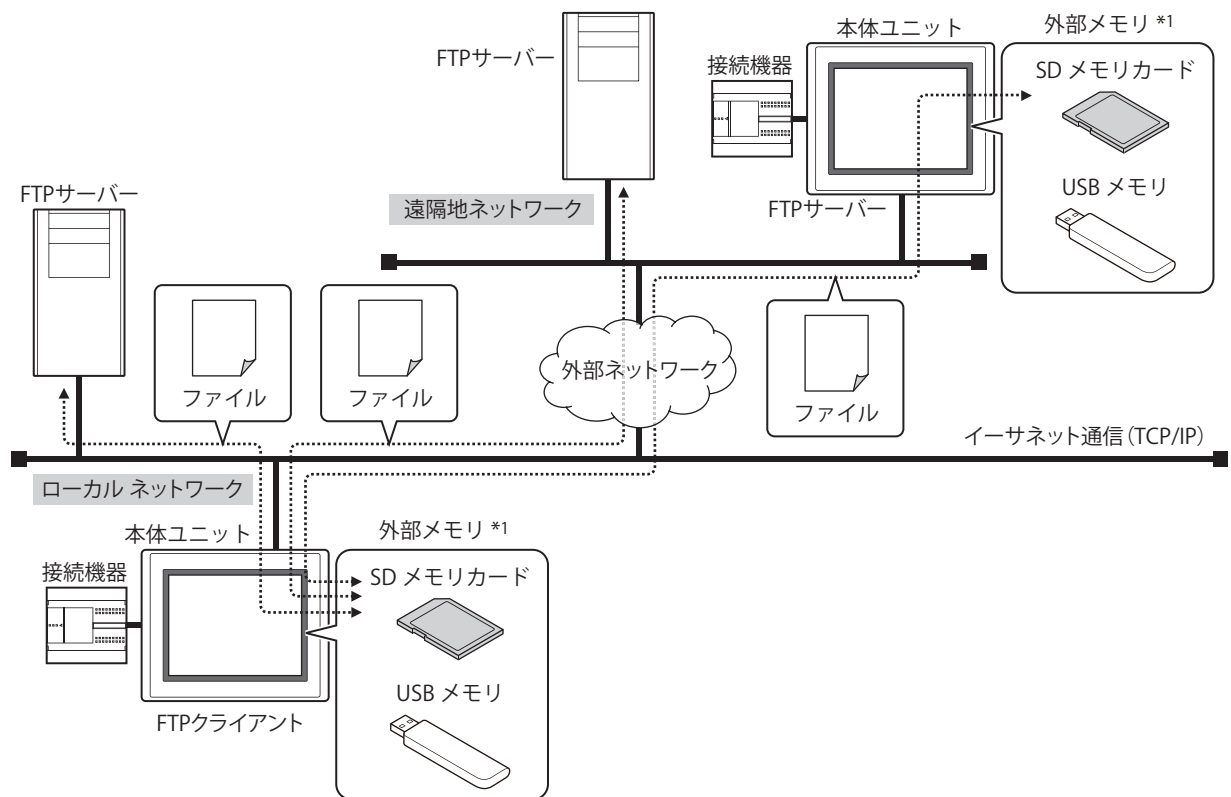 FTPサーバー
本体ユニット
外部メモリ *1
接続機器
SD メモリカード
USB メモリ
FTPサーバー
遠隔地ネットワーク
FTPサーバー
ファイル
ファイル
外部ネットワーク
ファイル
イーサネット通信(TCP/IP)
ローカル ネットワーク
本体ユニット
外部メモリ *1
接続機器
SD メモリカード
USB メモリ
FTPクライアント